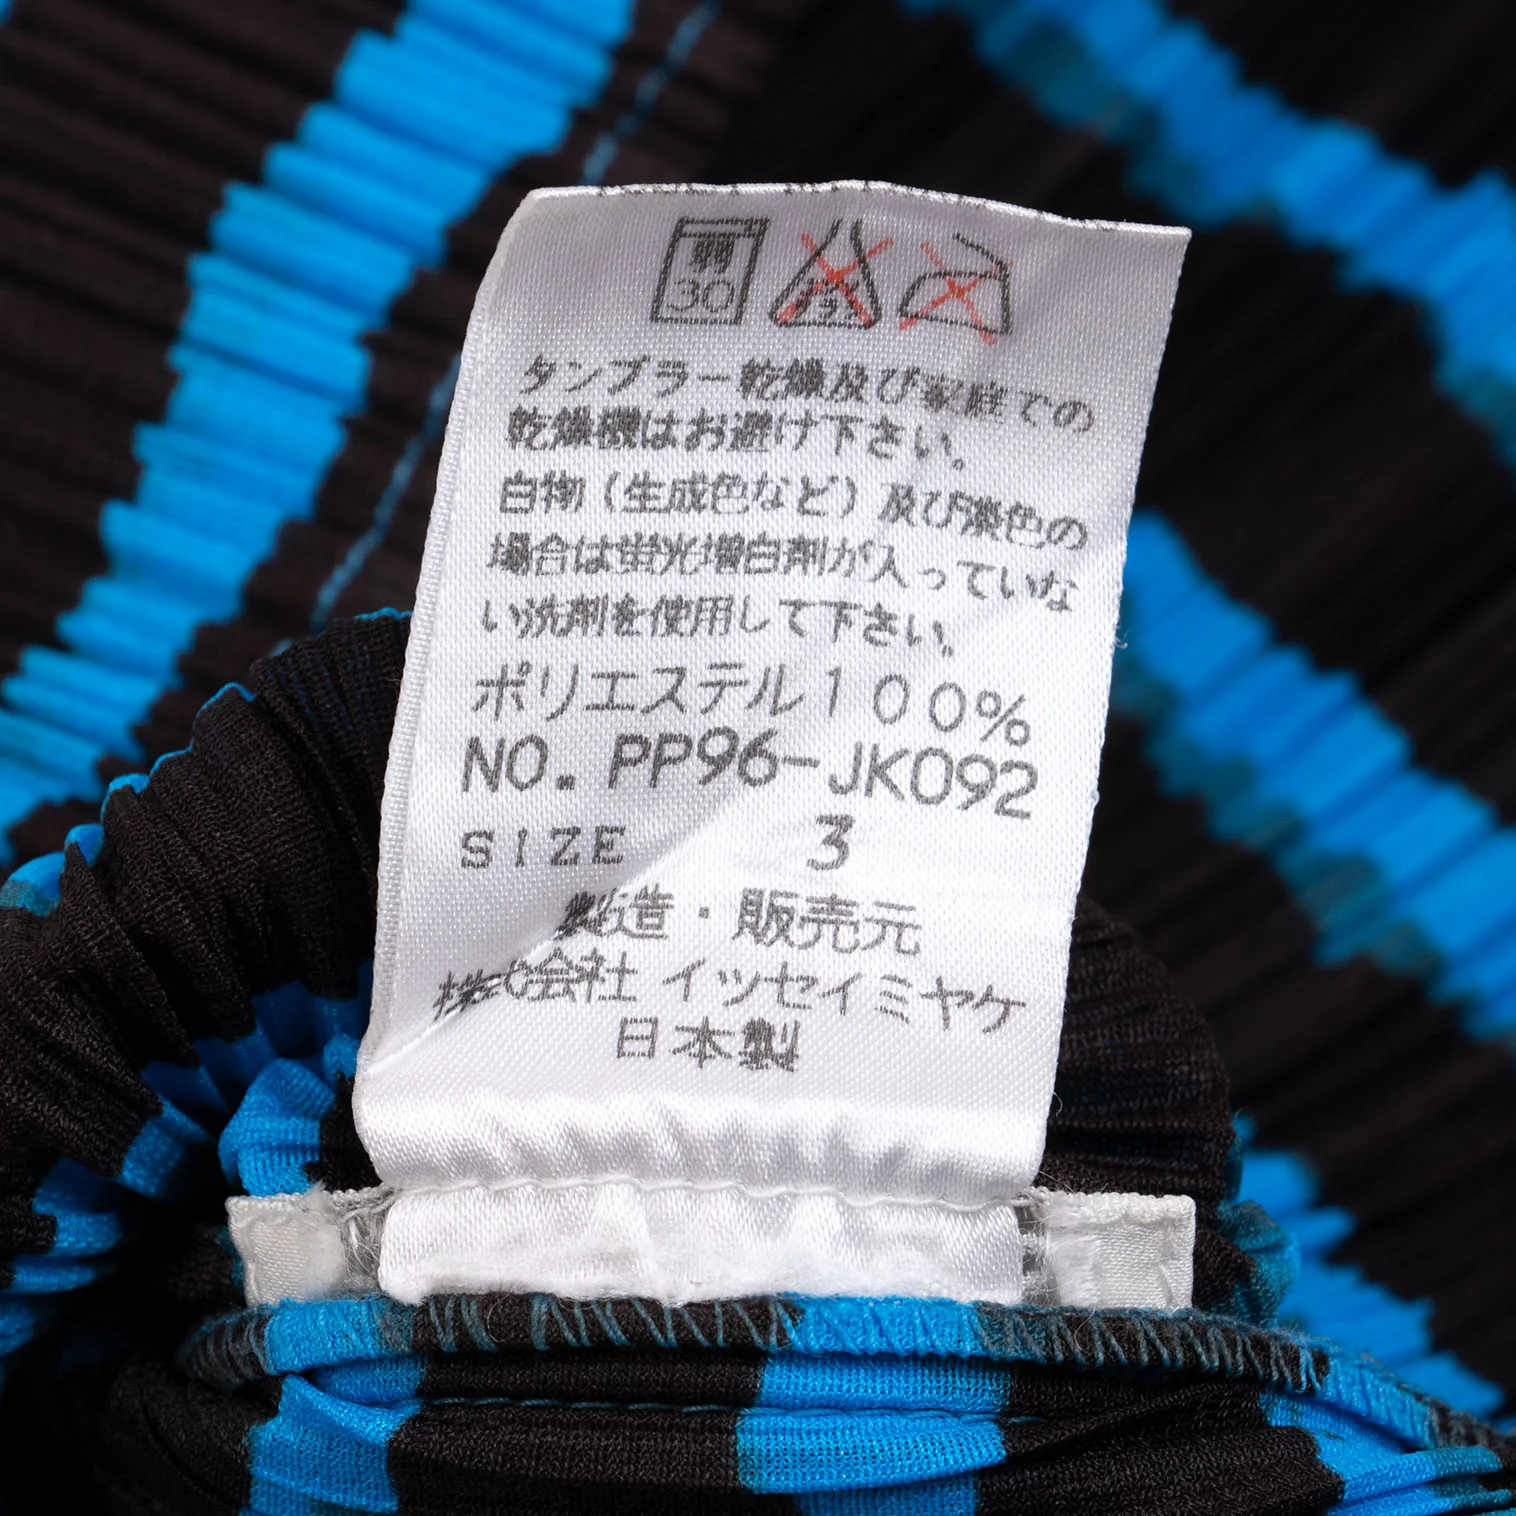 弱
30
タンブラー乾燥及び家庭での
乾燥機はお避け下さい。
白物（生成色など）及び淡色の
場合は蛍光増白剤が入っていな
い洗剤を使用して下さい。
ポリエステル100%
NO. PP96-JK092
SIZE 3
製造・販売元
株式会社 イッセイミヤケ
日本製